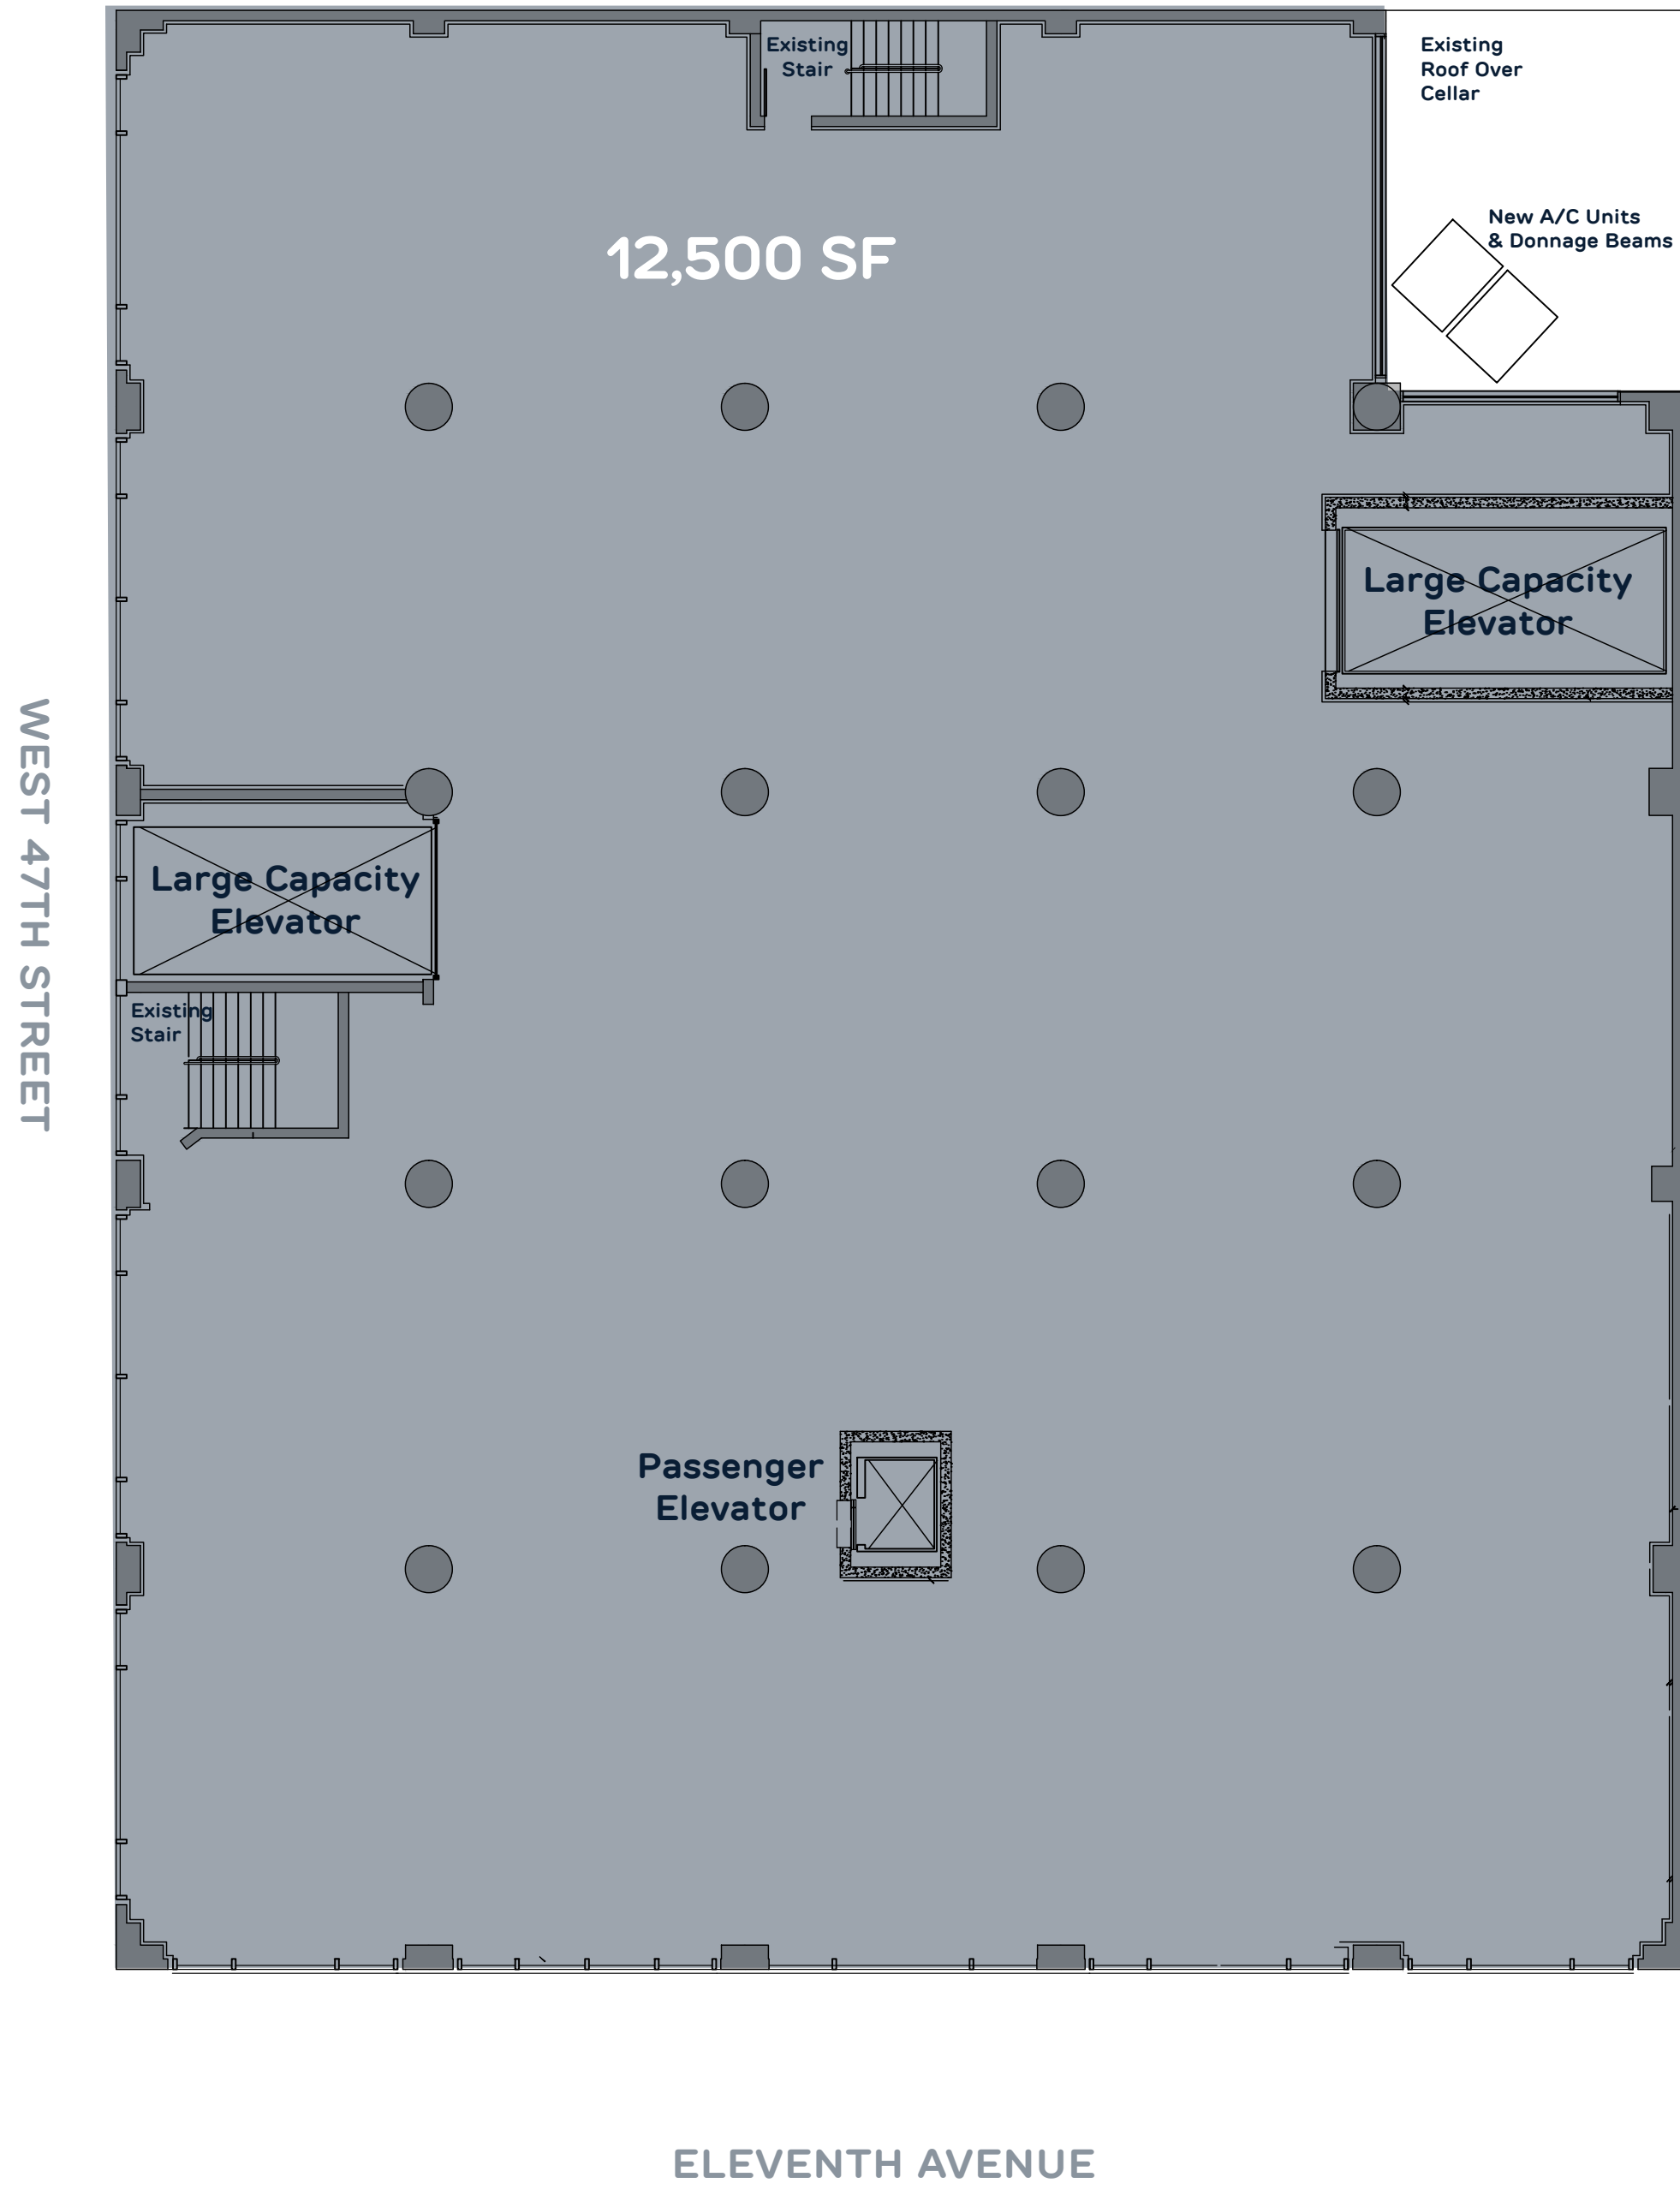 Existing
Stair
Existing
Roof Over
Cellar
New A/C Units
& Donnage Beams
12,500 SF
Large Capacity
Elevator
WEST 47TH STREET
Large Capacity
Elevator
Existing
Stair
Passenger
Elevator
ELEVENTH AVENUE